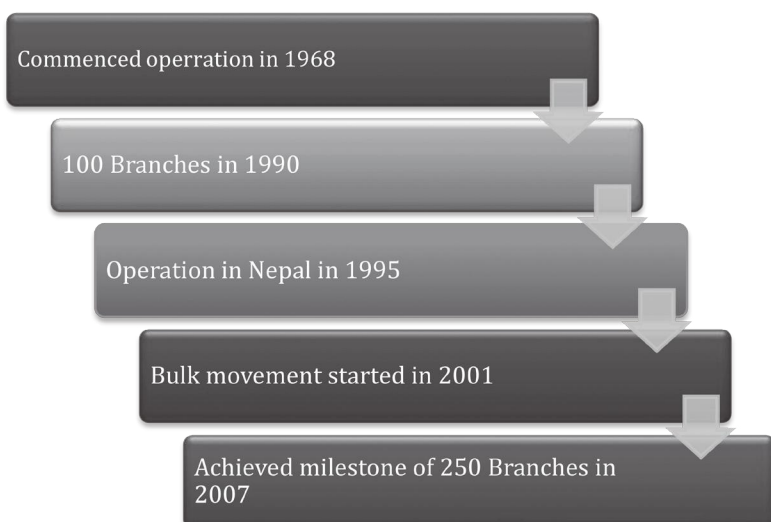 Commenced operration in 1968
100 Branches in 1990
Operation in Nepal in 1995
Bulk movement started in 2001
Achieved milestone of 250 Branches in
2007